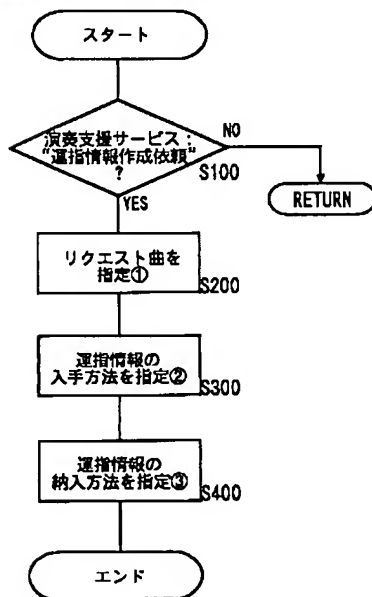 スタート
演奏支援サービス:
“運指情報作成依頼”
?
S100
NO
RETURN
YES
リクエスト曲を
指定①
S200
運指情報の
入手方法を指定②
S300
運指情報の
納入方法を指定③
S400
エンド